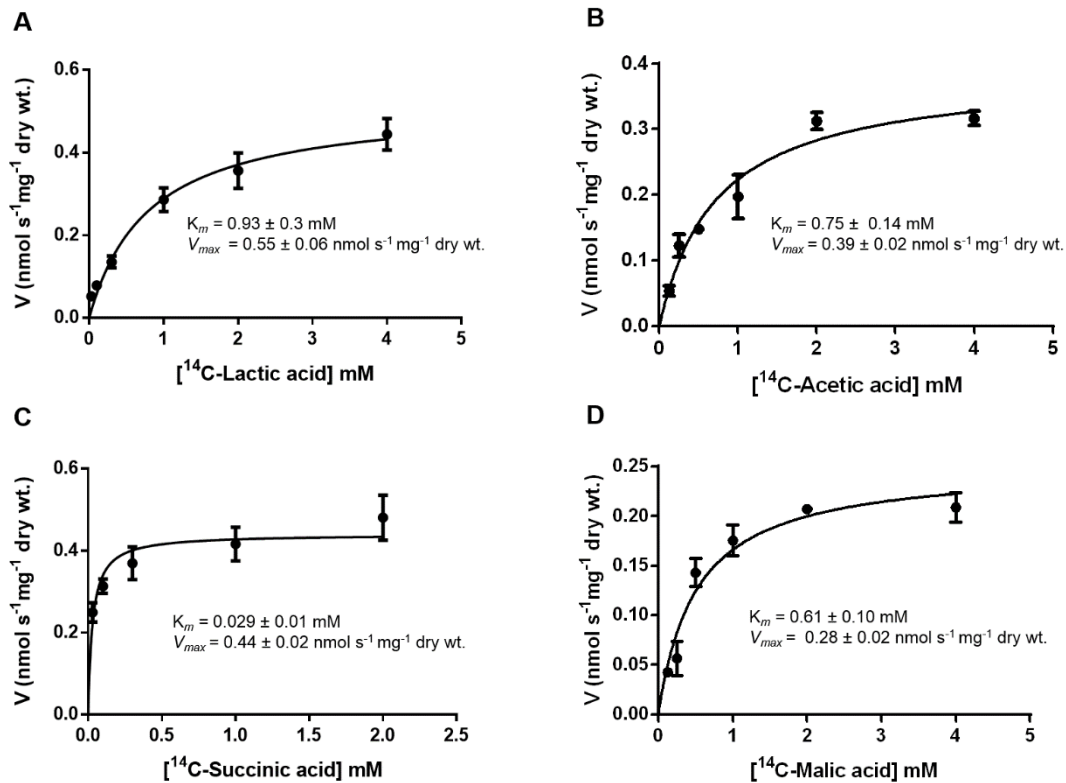 A
V (nmol s⁻¹mg⁻¹ dry wt.)
0.6
0.4
0.2
0.0
0 1 2 3 4 5
[¹⁴C-Lactic acid] mM
Kₘ = 0.93 ± 0.3 mM
Vₘₐₓ = 0.55 ± 0.06 nmol s⁻¹ mg⁻¹ dry wt.
B
V (nmol s⁻¹mg⁻¹ dry wt.)
0.4
0.3
0.2
0.1
0.0
0 1 2 3 4 5
[¹⁴C-Acetic acid] mM
Kₘ = 0.75 ± 0.14 mM
Vₘₐₓ = 0.39 ± 0.02 nmol s⁻¹ mg⁻¹ dry wt.
C
V (nmol s⁻¹mg⁻¹ dry wt.)
0.6
0.4
0.2
0.0
0.0 0.5 1.0 1.5 2.0 2.5
[¹⁴C-Succinic acid] mM
Kₘ = 0.029 ± 0.01 mM
Vₘₐₓ = 0.44 ± 0.02 nmol s⁻¹ mg⁻¹ dry wt.
D
V (nmol s⁻¹mg⁻¹ dry wt.)
0.25
0.20
0.15
0.10
0.05
0.00
0 1 2 3 4 5
[¹⁴C-Malic acid] mM
Kₘ = 0.61 ± 0.10 mM
Vₘₐₓ = 0.28 ± 0.02 nmol s⁻¹ mg⁻¹ dry wt.